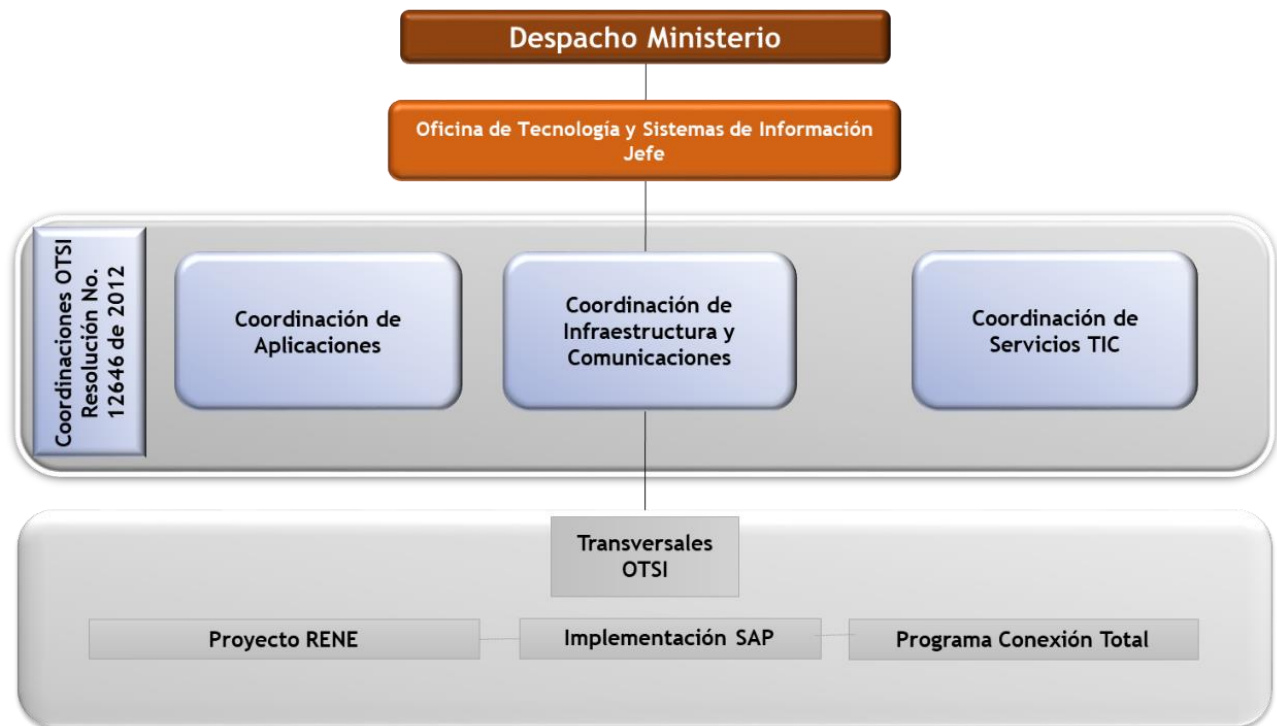 Despacho Ministerio
Oficina de Tecnología y Sistemas de Información
Jefe
Coordinaciones OTSI
Resolución No.
12646 de 2012
Coordinación de
Aplicaciones
Coordinación de
Infraestructura y
Comunicaciones
Coordinación de
Servicios TIC
Transversales
OTSI
Proyecto RENE
Implementación SAP
Programa Conexión Total